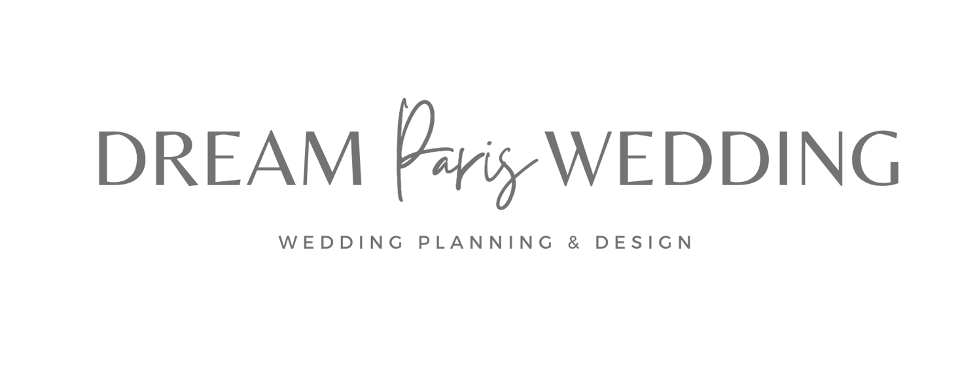 DREAM Paris WEDDING
WEDDING PLANNING & DESIGN